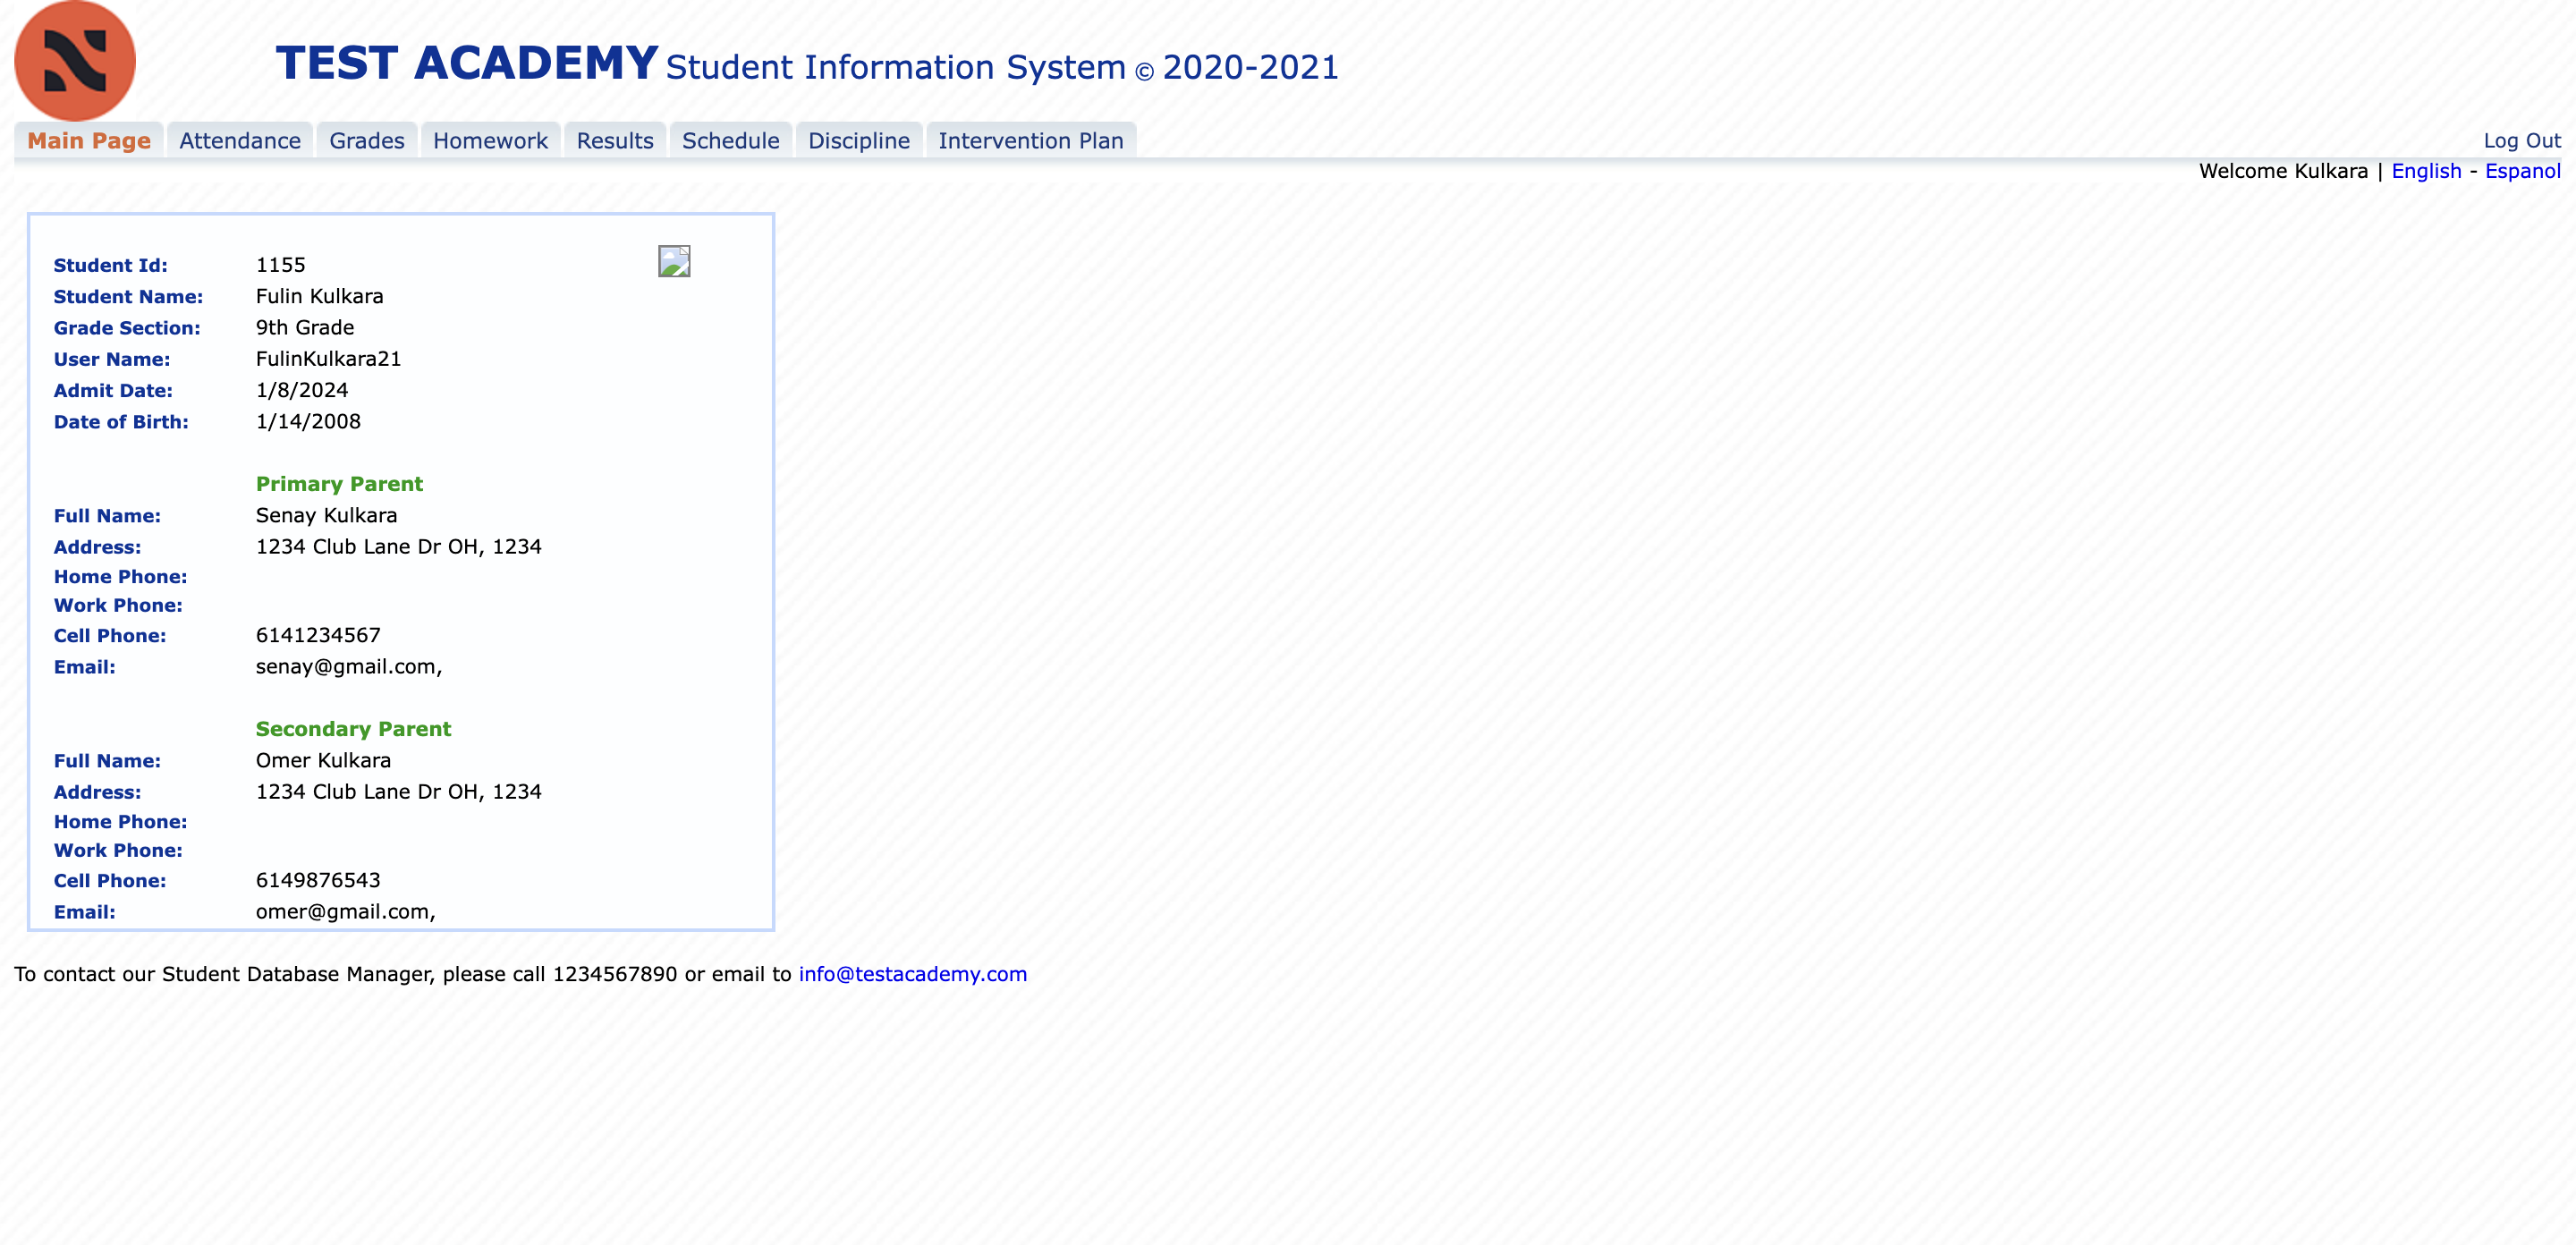 TEST ACADEMY Student Information System © 2020-2021
Main Page Attendance Grades Homework Results Schedule Discipline Intervention Plan Log Out
Welcome Kulkara | English - Espanol
Student Id: 1155
Student Name: Fulin Kulkara
Grade Section: 9th Grade
User Name: FulinKulkara21
Admit Date: 1/8/2024
Date of Birth: 1/14/2008
Primary Parent
Full Name: Senay Kulkara
Address: 1234 Club Lane Dr OH, 1234
Home Phone:
Work Phone:
Cell Phone: 6141234567
Email: senay@gmail.com,
Secondary Parent
Full Name: Omer Kulkara
Address: 1234 Club Lane Dr OH, 1234
Home Phone:
Work Phone:
Cell Phone: 6149876543
Email: omer@gmail.com,
To contact our Student Database Manager, please call 1234567890 or email to info@testacademy.com